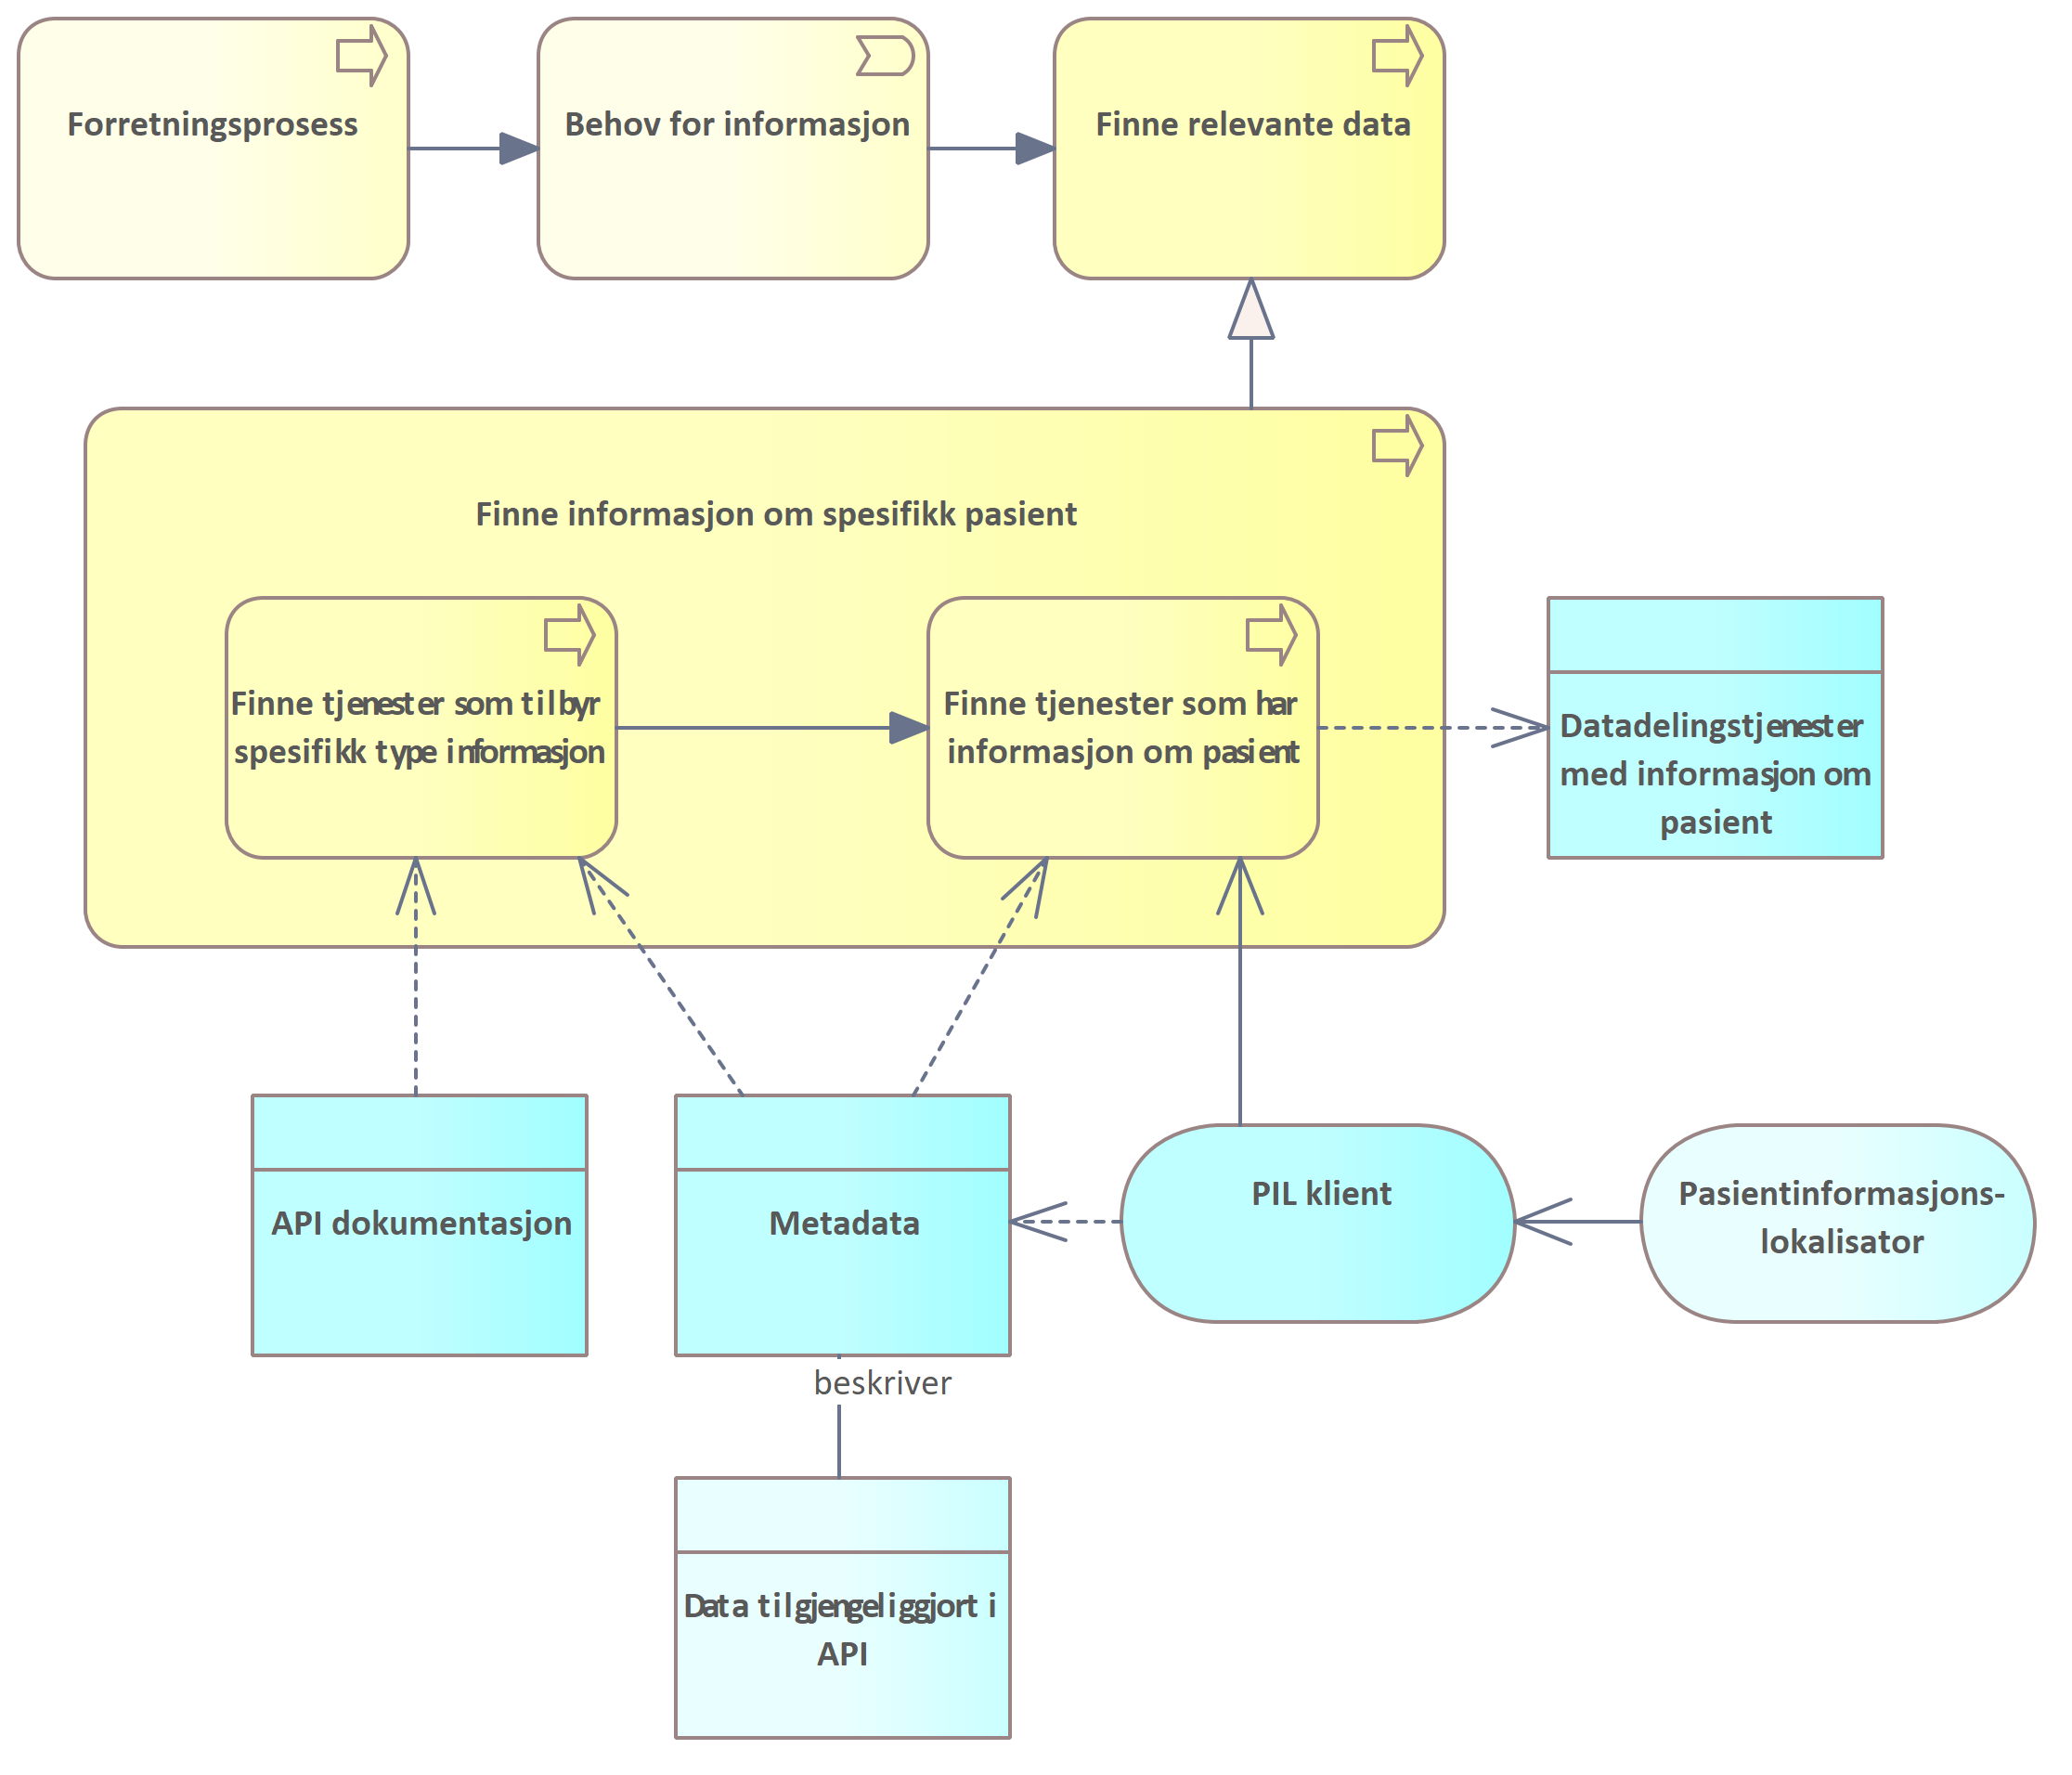 Forretningsprosess
Behov for informasjon
Finne relevante data
Finne informasjon om spesifikk pasient
Finne tjenester som tilbyr
spesifikk type informasjon
Finne tjenester som har
informasjon om pasient
Datadelingstjenester
med informasjon om
pasient
API dokumentasjon
Metadata
PIL klient
Pasientinformasjons-
lokalisator
beskriver
Data tilgjengeliggjort i
API